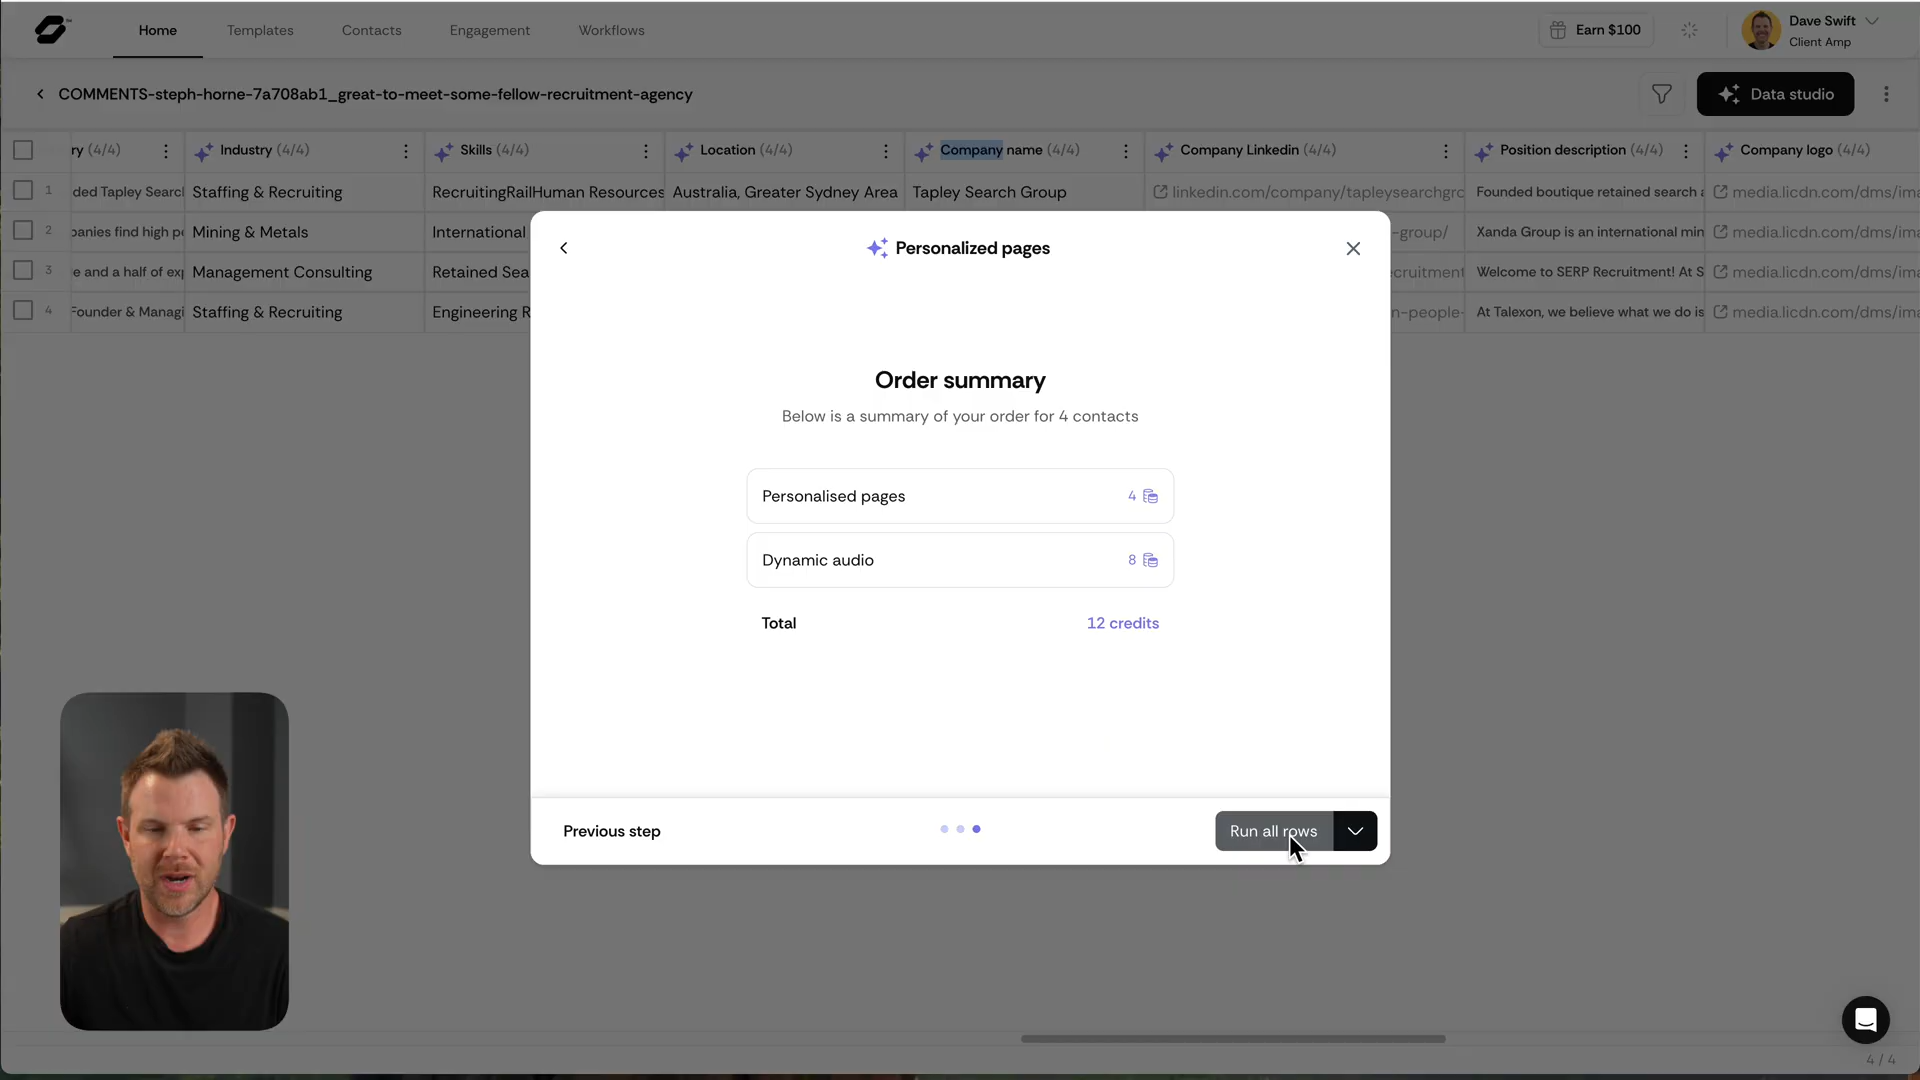 Home
Templates
Contacts
Engagement
Workflows
Earn $100
Dave Swift
Client Amp
COMMENTS-steph-horne-7a708ab1_great-to-meet-some-fellow-recruitment-agency
Data studio
ry (4/4)
Industry (4/4)
Skills (4/4)
Location (4/4)
Company name (4/4)
Company Linkedin (4/4)
Position description (4/4)
Company logo (4/4)
1
ded Tapley Searc
Staffing & Recruiting
RecruitingRailHuman Resources
Australia, Greater Sydney Area
Tapley Search Group
linkedin.com/company/tapleysearchgro
Founded boutique retained search a
media.licdn.com/dms/ima
2
panies find high pe
Mining & Metals
International
-group/
Xanda Group is an international min
media.licdn.com/dms/ima
3
e and a half of exp
Management Consulting
Retained Sea
ecruitment
Welcome to SERP Recruitment! At S
media.licdn.com/dms/ima
4
Founder & Managi
Staffing & Recruiting
Engineering R
n-people-
At Talexon, we believe what we do is
media.licdn.com/dms/ima
Personalized pages
Order summary
Below is a summary of your order for 4 contacts
Personalised pages
4
Dynamic audio
8
Total
12 credits
Previous step
Run all rows
4 / 4